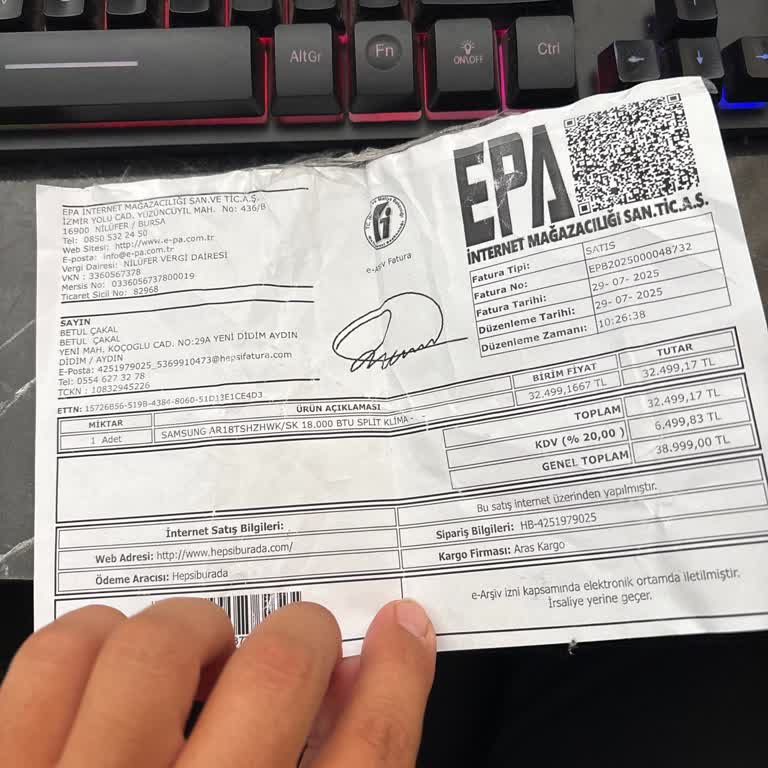 AltGr
Fn
ON\OFF
Ctrl
EPA İNTERNET MAĞAZACILIĞI SAN.VE TİC.A.Ş.
İZMİR YOLU CAD. YÜZÜNCÜYIL MAH. No: 436/B
16900 NİLÜFER / BURSA
Tel: 0850 532 24 50
Web Sitesi: http://www.e-pa.com.tr
E-posta: info@e-pa.com.tr
Vergi Dairesi: NİLÜFER VERGİ DAİRESİ
VKN : 3360567378
Mersis No: 0336056737800019
Ticaret Sicil No: 82968
e-Arşiv Fatura
EPA
İNTERNET MAĞAZACILIĞI SAN.TİC.A.Ş.
Fatura Tipi: SATIS
Fatura No: EPB2025000048732
Fatura Tarihi: 29- 07- 2025
Düzenleme Tarihi: 29- 07- 2025
Düzenleme Zamanı: 10:26:38
SAYIN
BETUL ÇAKAL
BETUL ÇAKAL
YENİ MAH. KOÇOGLU CAD. NO:29A YENİ DİDİM AYDIN
DİDİM / AYDIN
E-Posta: 4251979025_5369910473@hepsifatura.com
Tel: 0554 627 32 78
TCKN : 10832945226
ETTN: 15726B56-519B-4384-8060-51D13E1CE4D3
MİKTAR ÜRÜN AÇIKLAMASI BİRİM FİYAT TUTAR
1 Adet SAMSUNG AR18TSHZHWK/SK 18.000 BTU SPLİT KLİMA - 32.499,1667 TL 32.499,17 TL
TOPLAM 32.499,17 TL
KDV (% 20,00 ) 6.499,83 TL
GENEL TOPLAM 38.999,00 TL
İnternet Satış Bilgileri: Bu satış internet üzerinden yapılmıştır.
Web Adresi: http://www.hepsiburada.com/ Sipariş Bilgileri: HB-4251979025
Ödeme Aracısı: Hepsiburada Kargo Firması: Aras Kargo
e-Arşiv izni kapsamında elektronik ortamda iletilmiştir.
İrsaliye yerine geçer.